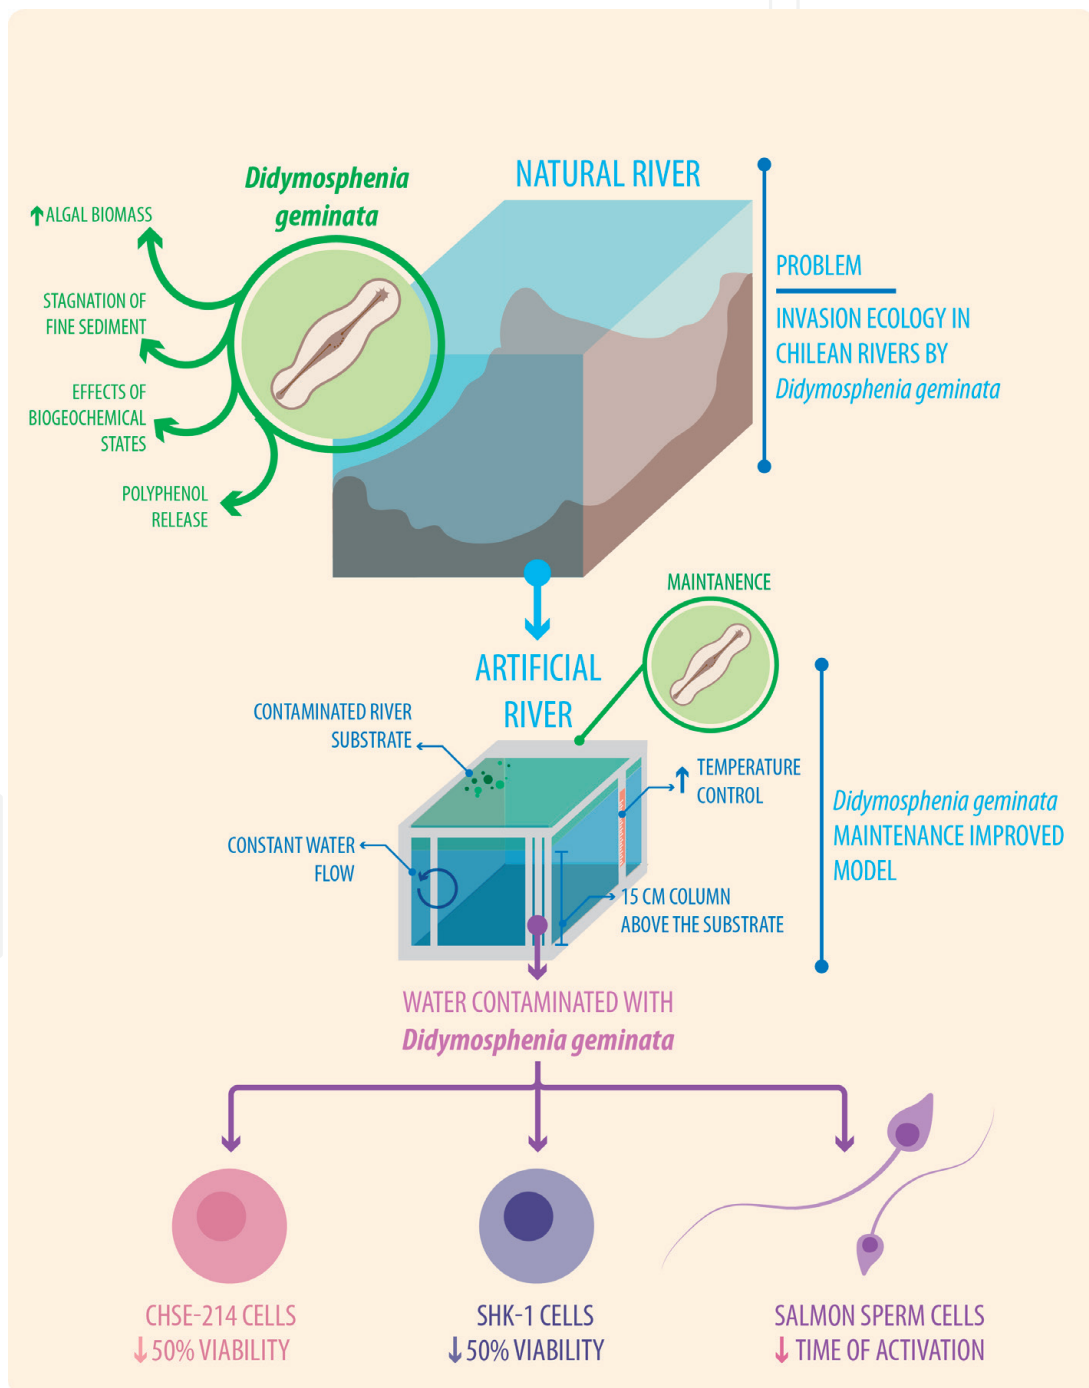 Didymosphenia
geminata
NATURAL RIVER
↑ ALGAL BIOMASS
STAGNATION OF
FINE SEDIMENT
EFFECTS OF
BIOGEOCHEMICAL
STATES
POLYPHENOL
RELEASE
PROBLEM
INVASION ECOLOGY IN
CHILEAN RIVERS BY
Didymosphenia geminata
MAINTANENCE
ARTIFICIAL
RIVER
CONTAMINATED RIVER
SUBSTRATE
↑ TEMPERATURE
CONTROL
CONSTANT WATER
FLOW
15 CM COLUMN
ABOVE THE SUBSTRATE
Didymosphenia geminata
MAINTENANCE IMPROVED
MODEL
WATER CONTAMINATED WITH
Didymosphenia geminata
CHSE-214 CELLS
↓ 50% VIABILITY
SHK-1 CELLS
↓ 50% VIABILITY
SALMON SPERM CELLS
↓ TIME OF ACTIVATION